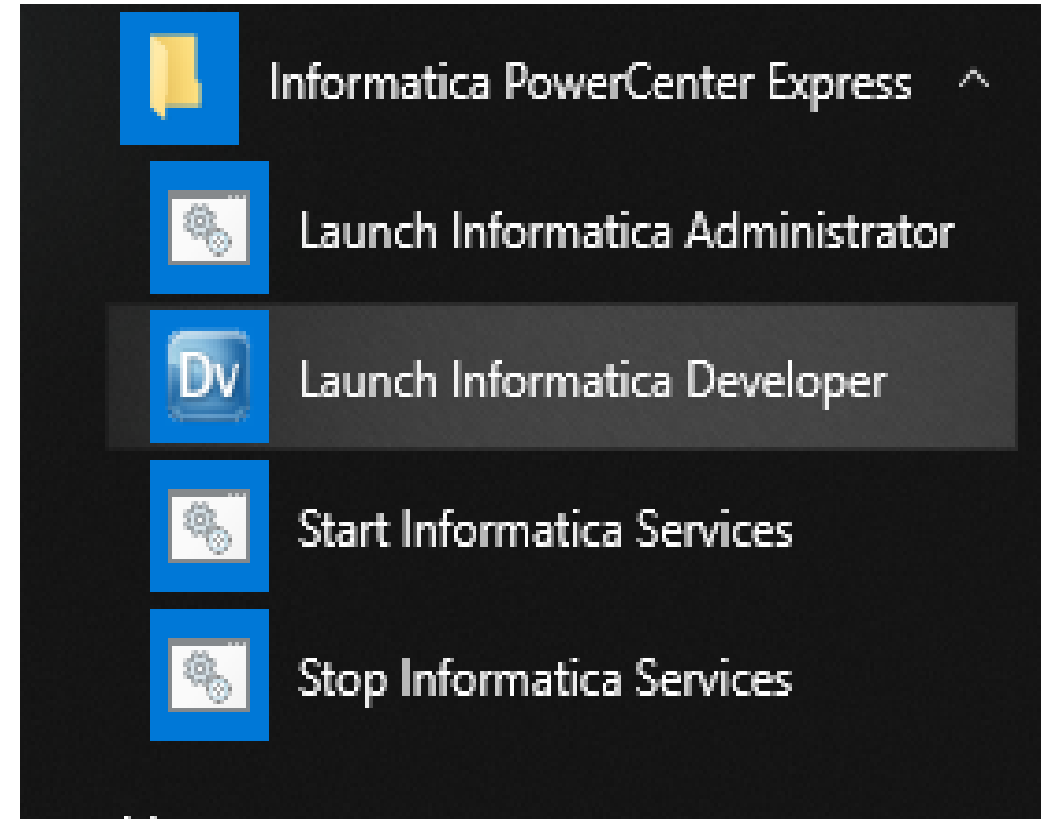 Informatica PowerCenter Express
Launch Informatica Administrator
Dv
Launch Informatica Developer
Start Informatica Services
Stop Informatica Services